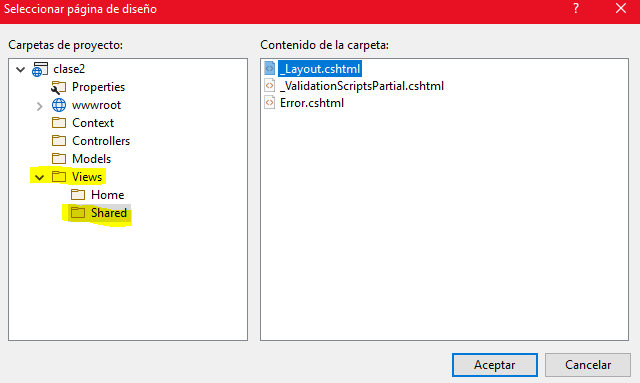 Seleccionar página de diseño
? ×
Carpetas de proyecto:
clase2
Properties
wwwroot
Context
Controllers
Models
Views
Home
Shared
Contenido de la carpeta:
_Layout.cshtml
_ValidationScriptsPartial.cshtml
Error.cshtml
Aceptar
Cancelar